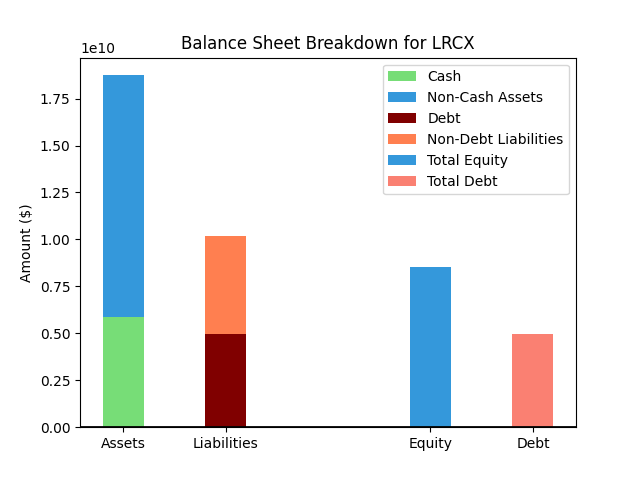 Balance Sheet Breakdown for LRCX
1e10
Cash
Non-Cash Assets
Debt
Non-Debt Liabilities
Total Equity
Total Debt
Amount ($)
1.75
1.50
1.25
1.00
0.75
0.50
0.25
0.00
Assets
Liabilities
Equity
Debt